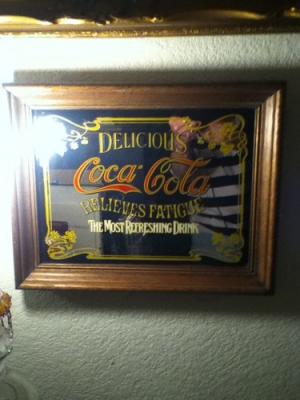 DELICIOUS
Coca-Cola
RELIEVES FATIGUE
THE MOST REFRESHING DRINK